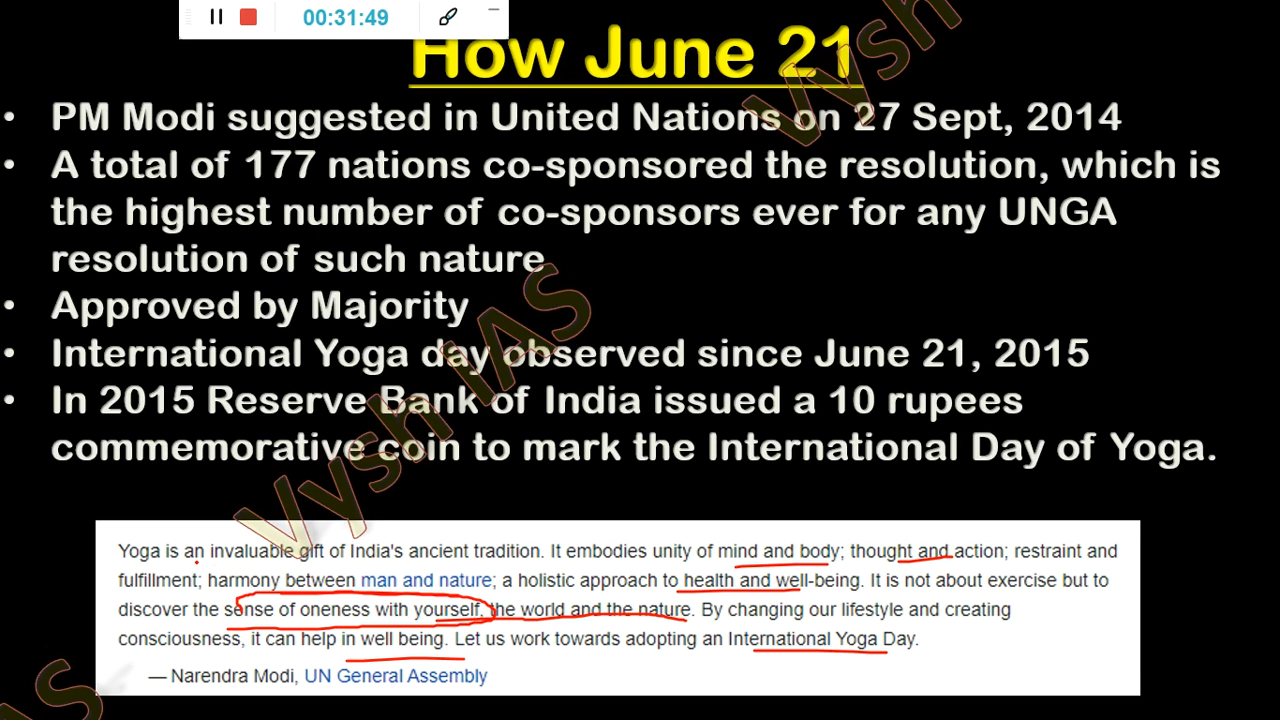 00:31:49
How June 21
• PM Modi suggested in United Nations on 27 Sept, 2014
• A total of 177 nations co-sponsored the resolution, which is
the highest number of co-sponsors ever for any UNGA
resolution of such nature
• Approved by Majority
• International Yoga day observed since June 21, 2015
• In 2015 Reserve Bank of India issued a 10 rupees
commemorative coin to mark the International Day of Yoga.
Yoga is an invaluable gift of India's ancient tradition. It embodies unity of mind and body; thought and action; restraint and
fulfillment; harmony between man and nature; a holistic approach to health and well-being. It is not about exercise but to
discover the sense of oneness with yourself, the world and the nature. By changing our lifestyle and creating
consciousness, it can help in well being. Let us work towards adopting an International Yoga Day.
— Narendra Modi, UN General Assembly
Vysh
Vysh IAS
IAS